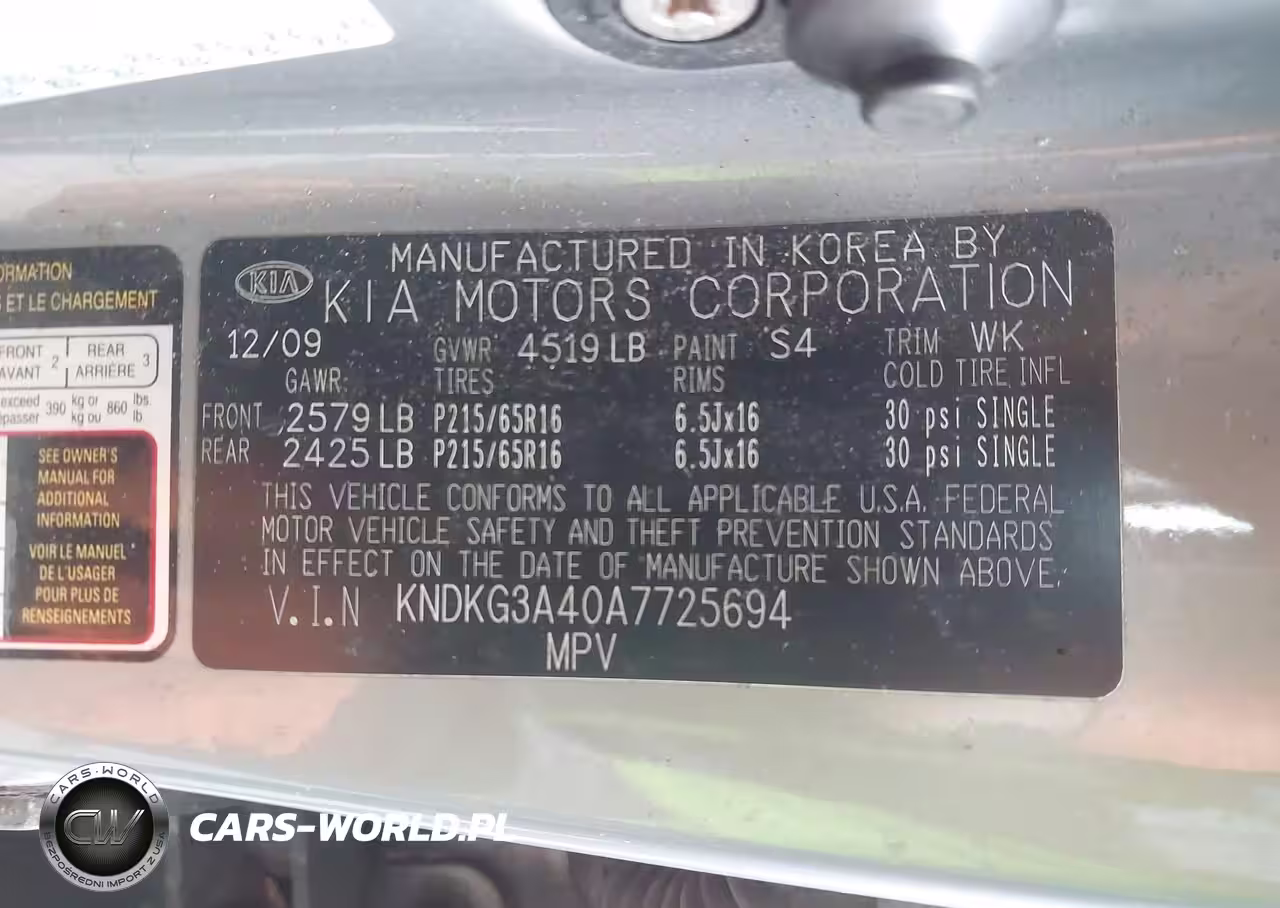 ORMATION
S ET LE CHARGEMENT
FRONT
AVANT 2
REAR
ARRIÈRE 3
exceed
passer 390 kg or
kg ou 860 lbs.
lb.
SEE OWNER'S
MANUAL FOR
ADDITIONAL
INFORMATION
VOIR LE MANUEL
DE L'USAGER
POUR PLUS DE
RENSEIGNEMENTS
MANUFACTURED IN KOREA BY
KIA KIA MOTORS CORPORATION
12/09 GVWR 4519 LB PAINT S4 TRIM WK
GAWR: TIRES RIMS COLD TIRE INFL
FRONT 2579 LB P215/65R16 6.5Jx16 30 psi SINGLE
REAR 2425 LB P215/65R16 6.5Jx16 30 psi SINGLE
THIS VEHICLE CONFORMS TO ALL APPLICABLE U.S.A. FEDERAL
MOTOR VEHICLE SAFETY AND THEFT PREVENTION STANDARDS
IN EFFECT ON THE DATE OF MANUFACTURE SHOWN ABOVE.
V.I.N KNDKG3A40A7725694
MPV
CARS-WORLD
CW
BEZPOŚREDNI IMPORT Z USA
CARS-WORLD.PL